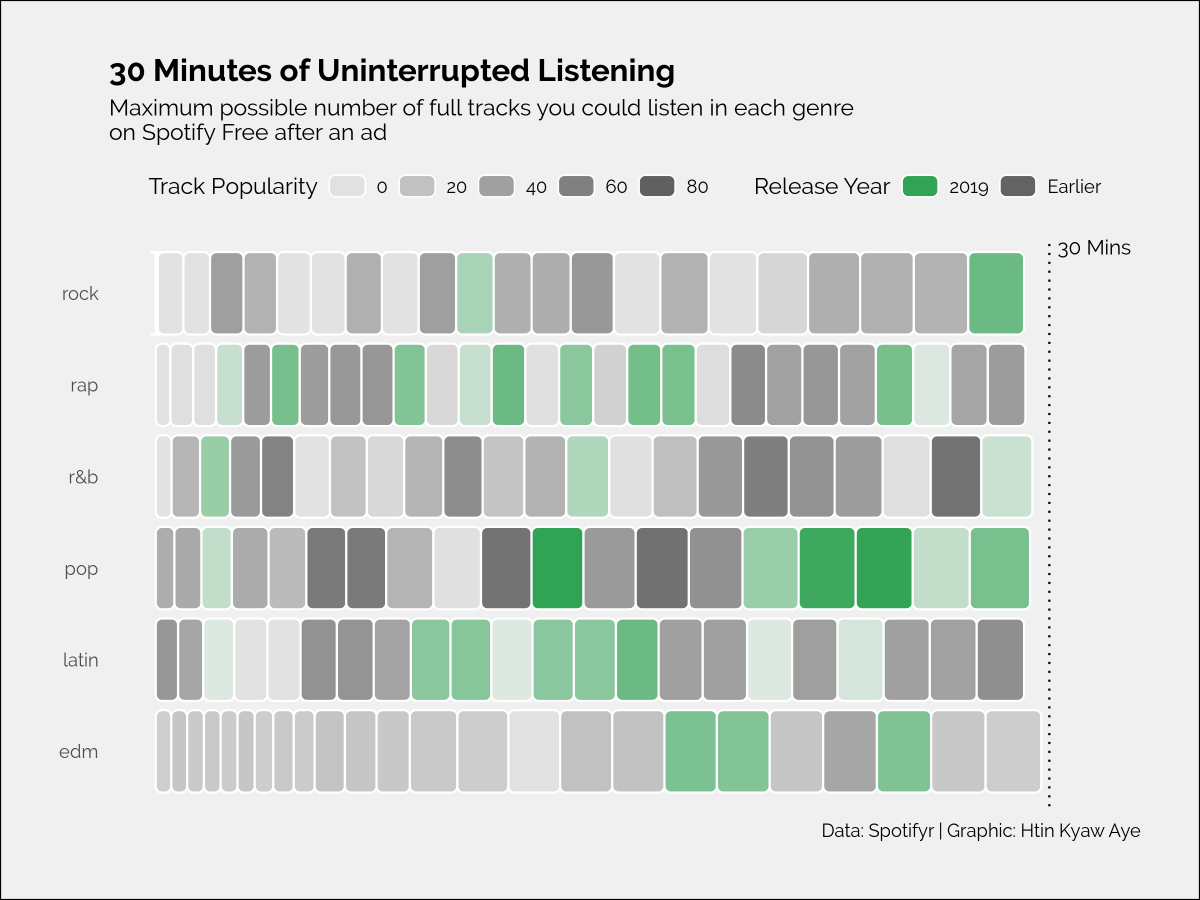 30 Minutes of Uninterrupted Listening
Maximum possible number of full tracks you could listen in each genre
on Spotify Free after an ad
Track Popularity 0 20 40 60 80 Release Year 2019 Earlier
30 Mins
rock
rap
r&b
pop
latin
edm
Data: Spotifyr | Graphic: Htin Kyaw Aye